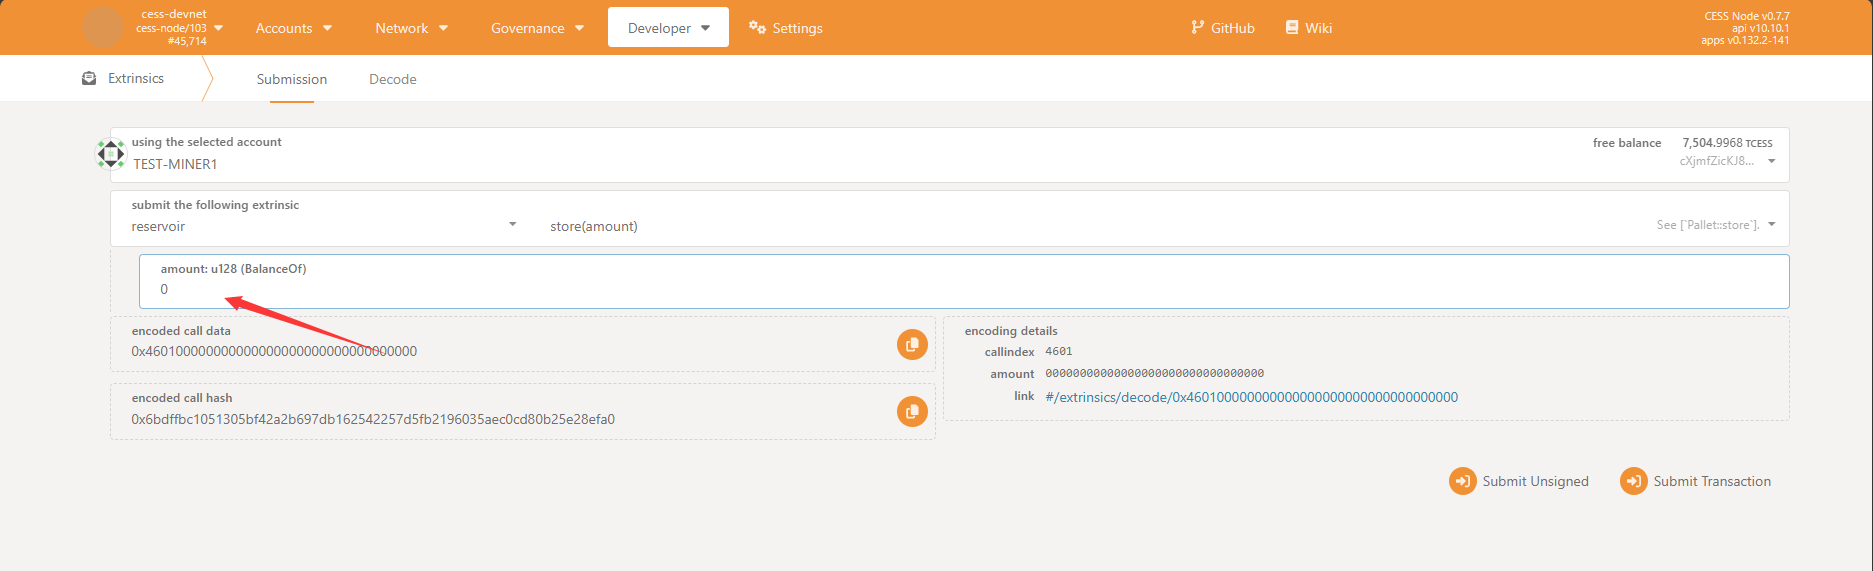 cess-devnet
cess-node/103
#45,714
Accounts
Network
Governance
Developer
Settings
GitHub
Wiki
CESS Node v0.7.7
api v10.10.1
apps v0.132.2-141
Extrinsics
Submission
Decode
using the selected account
TEST-MINER1
free balance 7,504.9968 TCESS
cXjmfZicKJ8...
submit the following extrinsic
reservoir
store(amount)
See [`Pallet::store`].
amount: u128 (BalanceOf)
0
encoded call data
0x460100000000000000000000000000000000
encoded call hash
0x6bdffbc1051305bf42a2b697db162542257d5fb2196035aec0cd80b25e28efa0
encoding details
callindex 4601
amount 00000000000000000000000000000000
link #/extrinsics/decode/0x460100000000000000000000000000000000
Submit Unsigned
Submit Transaction